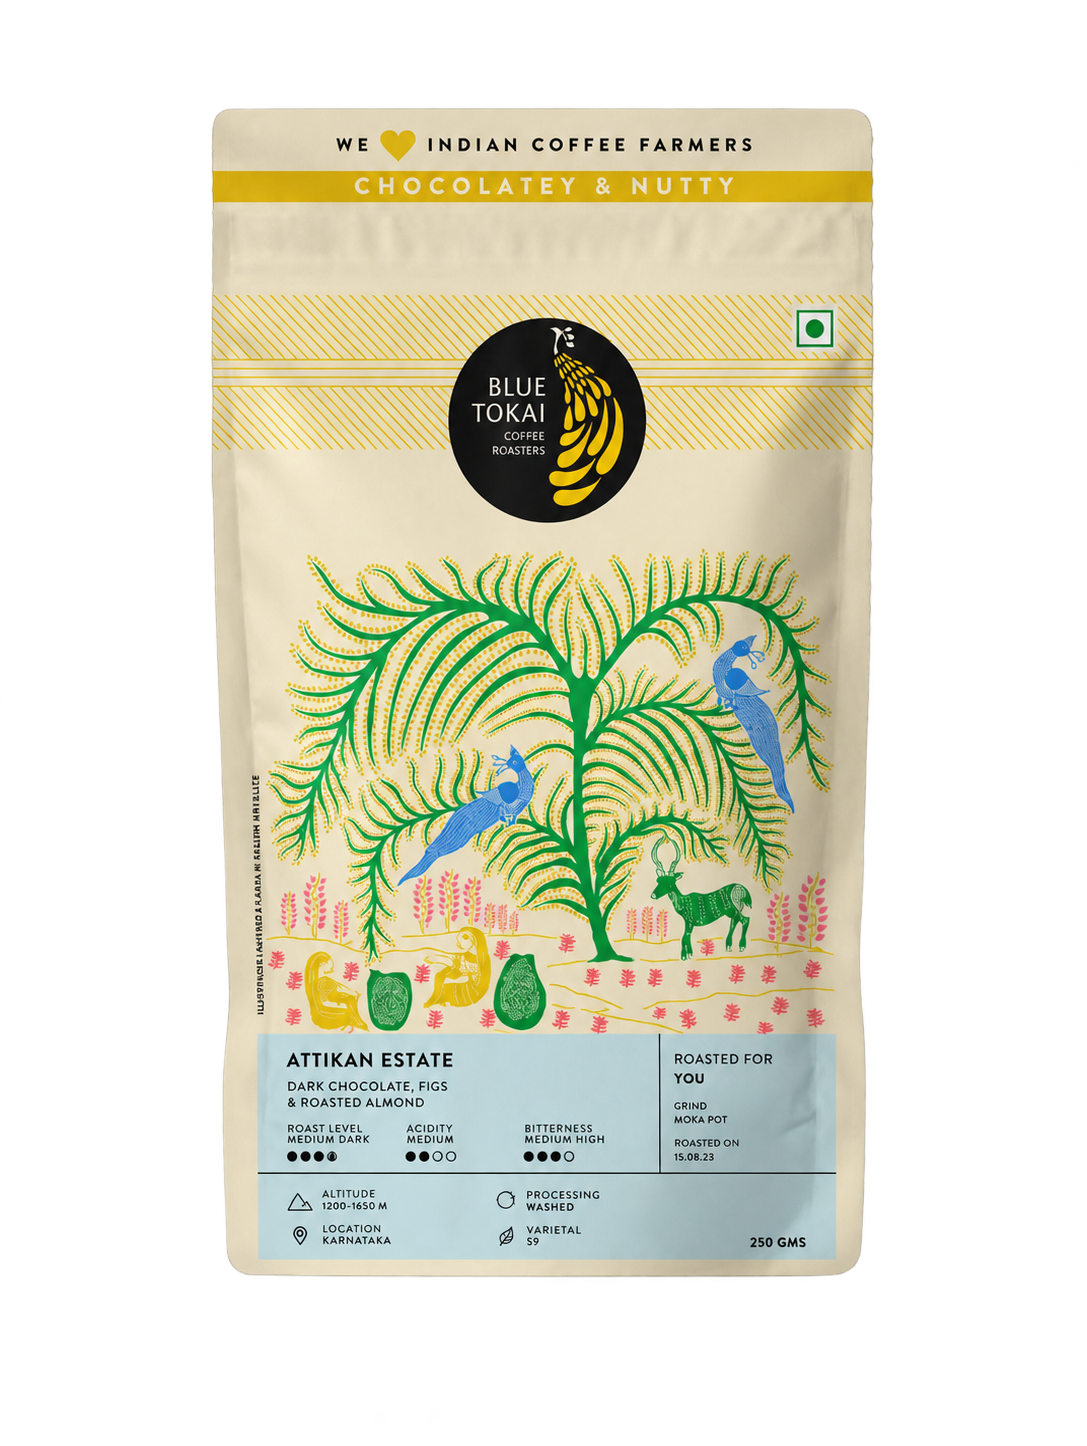 WE INDIAN COFFEE FARMERS
CHOCOLATEY & NUTTY
BLUE
TOKAI
COFFEE
ROASTERS
ATTIKAN ESTATE
DARK CHOCOLATE, FIGS
& ROASTED ALMOND
ROAST LEVEL
MEDIUM DARK
ACIDITY
MEDIUM
BITTERNESS
MEDIUM HIGH
ROASTED FOR
YOU
GRIND
MOKA POT
ROASTED ON
15.08.23
ALTITUDE
1200-1650 M
PROCESSING
WASHED
LOCATION
KARNATAKA
VARIETAL
S9
250 GMS